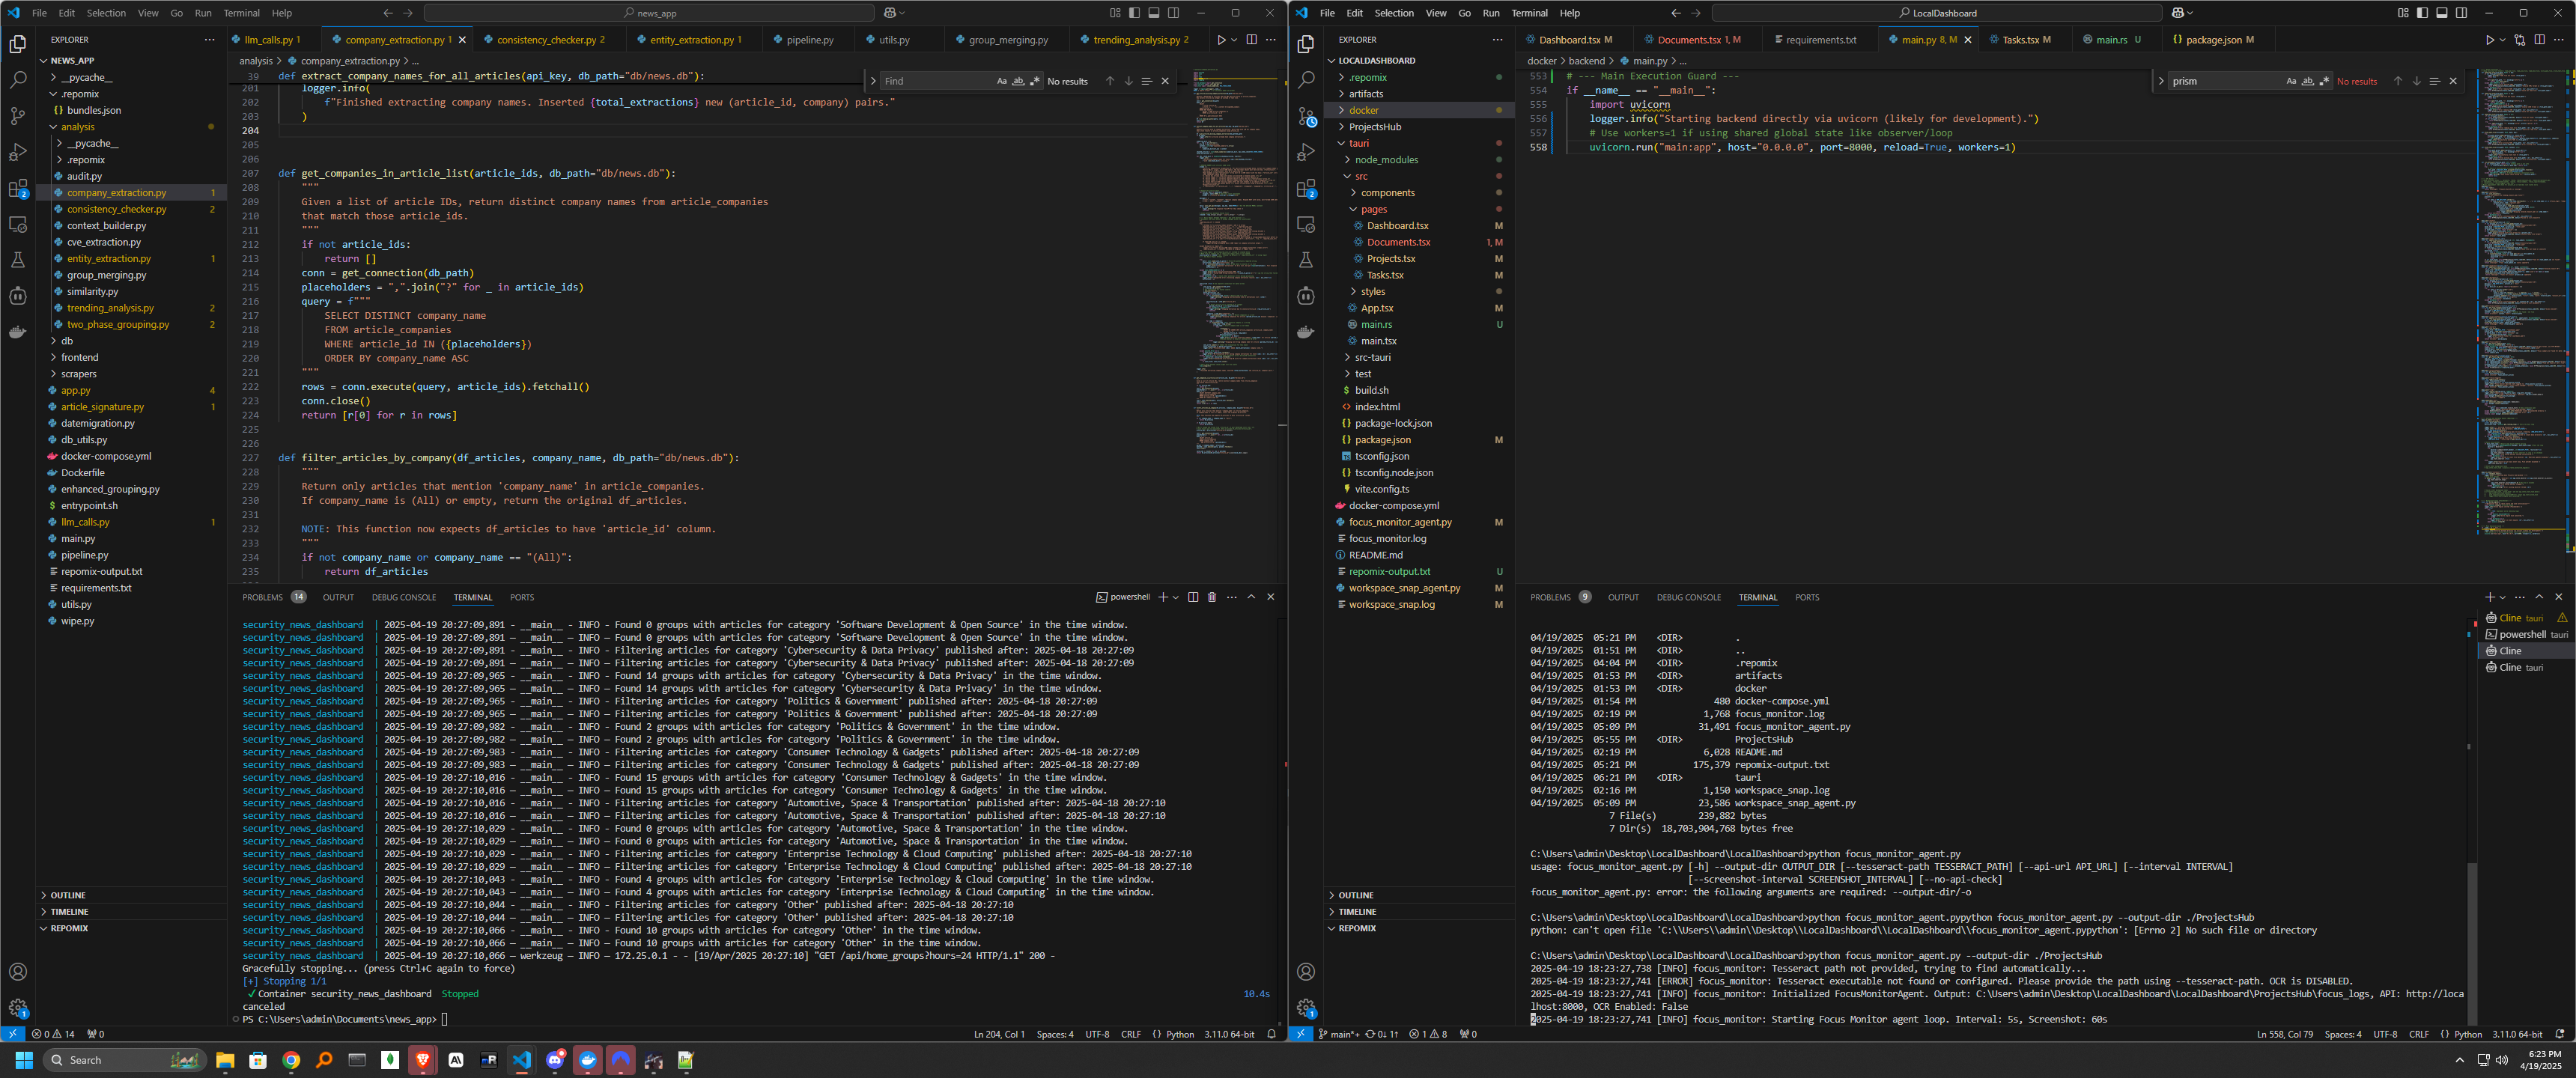 File Edit Selection View Go Run Terminal Help
news_app
EXPLORER
NEWS_APP
__pycache__
.repomix
bundles.json
analysis
__pycache__
.repomix
audit.py
company_extraction.py 1
consistency_checker.py 2
context_builder.py
cve_extraction.py
entity_extraction.py 1
group_merging.py
similarity.py
trending_analysis.py 2
two_phase_grouping.py 2
db
frontend
scrapers
app.py 4
article_signature.py 1
datemigration.py
db_utils.py
docker-compose.yml
Dockerfile
enhanced_grouping.py
entrypoint.sh
llm_calls.py 1
main.py
pipeline.py
repomix-output.txt
requirements.txt
utils.py
wipe.py
OUTLINE
TIMELINE
REPOMIX
llm_calls.py 1 company_extraction.py 1 consistency_checker.py 2 entity_extraction.py 1 pipeline.py utils.py group_merging.py trending_analysis.py 2
analysis > company_extraction.py > ...
Find Aa ab .* No results
39 def extract_company_names_for_all_articles(api_key, db_path="db/news.db"):
201 logger.info(
202 f"Finished extracting company names. Inserted {total_extractions} new (article_id, company) pairs."
203 )
204
205
206
207 def get_companies_in_article_list(article_ids, db_path="db/news.db"):
208 """
209 Given a list of article IDs, return distinct company names from article_companies
210 that match those article_ids.
211 """
212 if not article_ids:
213 return []
214 conn = get_connection(db_path)
215 placeholders = ",".join("?" for _ in article_ids)
216 query = f"""
217 SELECT DISTINCT company_name
218 FROM article_companies
219 WHERE article_id IN ({placeholders})
220 ORDER BY company_name ASC
221 """
222 rows = conn.execute(query, article_ids).fetchall()
223 conn.close()
224 return [r[0] for r in rows]
225
226
227 def filter_articles_by_company(df_articles, company_name, db_path="db/news.db"):
228 """
229 Return only articles that mention 'company_name' in article_companies.
230 If company_name is (All) or empty, return the original df_articles.
231
232 NOTE: This function now expects df_articles to have 'article_id' column.
233 """
234 if not company_name or company_name == "(All)":
235 return df_articles
PROBLEMS 14 OUTPUT DEBUG CONSOLE TERMINAL PORTS
powershell
security_news_dashboard | 2025-04-19 20:27:09,891 - __main__ - INFO - Found 0 groups with articles for category 'Software Development & Open Source' in the time window.
security_news_dashboard | 2025-04-19 20:27:09,891 — __main__ — INFO — Found 0 groups with articles for category 'Software Development & Open Source' in the time window.
security_news_dashboard | 2025-04-19 20:27:09,891 - __main__ - INFO - Filtering articles for category 'Cybersecurity & Data Privacy' published after: 2025-04-18 20:27:09
security_news_dashboard | 2025-04-19 20:27:09,891 — __main__ — INFO — Filtering articles for category 'Cybersecurity & Data Privacy' published after: 2025-04-18 20:27:09
security_news_dashboard | 2025-04-19 20:27:09,965 - __main__ - INFO - Found 14 groups with articles for category 'Cybersecurity & Data Privacy' in the time window.
security_news_dashboard | 2025-04-19 20:27:09,965 — __main__ — INFO — Found 14 groups with articles for category 'Cybersecurity & Data Privacy' in the time window.
security_news_dashboard | 2025-04-19 20:27:09,965 - __main__ - INFO - Filtering articles for category 'Politics & Government' published after: 2025-04-18 20:27:09
security_news_dashboard | 2025-04-19 20:27:09,965 — __main__ — INFO — Filtering articles for category 'Politics & Government' published after: 2025-04-18 20:27:09
security_news_dashboard | 2025-04-19 20:27:09,982 - __main__ - INFO - Found 2 groups with articles for category 'Politics & Government' in the time window.
security_news_dashboard | 2025-04-19 20:27:09,982 — __main__ — INFO — Found 2 groups with articles for category 'Politics & Government' in the time window.
security_news_dashboard | 2025-04-19 20:27:09,983 - __main__ - INFO - Filtering articles for category 'Consumer Technology & Gadgets' published after: 2025-04-18 20:27:09
security_news_dashboard | 2025-04-19 20:27:09,983 — __main__ — INFO — Filtering articles for category 'Consumer Technology & Gadgets' published after: 2025-04-18 20:27:09
security_news_dashboard | 2025-04-19 20:27:10,016 - __main__ - INFO - Found 15 groups with articles for category 'Consumer Technology & Gadgets' in the time window.
security_news_dashboard | 2025-04-19 20:27:10,016 — __main__ — INFO — Found 15 groups with articles for category 'Consumer Technology & Gadgets' in the time window.
security_news_dashboard | 2025-04-19 20:27:10,016 - __main__ - INFO - Filtering articles for category 'Automotive, Space & Transportation' published after: 2025-04-18 20:27:10
security_news_dashboard | 2025-04-19 20:27:10,016 — __main__ — INFO — Filtering articles for category 'Automotive, Space & Transportation' published after: 2025-04-18 20:27:10
security_news_dashboard | 2025-04-19 20:27:10,029 - __main__ - INFO - Found 0 groups with articles for category 'Automotive, Space & Transportation' in the time window.
security_news_dashboard | 2025-04-19 20:27:10,029 — __main__ — INFO — Found 0 groups with articles for category 'Automotive, Space & Transportation' in the time window.
security_news_dashboard | 2025-04-19 20:27:10,029 - __main__ - INFO - Filtering articles for category 'Enterprise Technology & Cloud Computing' published after: 2025-04-18 20:27:10
security_news_dashboard | 2025-04-19 20:27:10,029 — __main__ — INFO — Filtering articles for category 'Enterprise Technology & Cloud Computing' published after: 2025-04-18 20:27:10
security_news_dashboard | 2025-04-19 20:27:10,043 - __main__ - INFO - Found 4 groups with articles for category 'Enterprise Technology & Cloud Computing' in the time window.
security_news_dashboard | 2025-04-19 20:27:10,043 — __main__ — INFO — Found 4 groups with articles for category 'Enterprise Technology & Cloud Computing' in the time window.
security_news_dashboard | 2025-04-19 20:27:10,044 - __main__ - INFO - Filtering articles for category 'Other' published after: 2025-04-18 20:27:10
security_news_dashboard | 2025-04-19 20:27:10,044 — __main__ — INFO — Filtering articles for category 'Other' published after: 2025-04-18 20:27:10
security_news_dashboard | 2025-04-19 20:27:10,066 - __main__ - INFO - Found 10 groups with articles for category 'Other' in the time window.
security_news_dashboard | 2025-04-19 20:27:10,066 — __main__ — INFO — Found 10 groups with articles for category 'Other' in the time window.
security_news_dashboard | 2025-04-19 20:27:10,066 — werkzeug — INFO — 172.25.0.1 - - [19/Apr/2025 20:27:10] "GET /api/home_groups?hours=24 HTTP/1.1" 200 -
Gracefully stopping... (press Ctrl+C again to force)
[+] Stopping 1/1
✓Container security_news_dashboard Stopped 10.4s
canceled
PS C:\Users\admin\Documents\news_app>
0 14 0 Ln 204, Col 1 Spaces: 4 UTF-8 CRLF Python 3.11.0 64-bit
File Edit Selection View Go Run Terminal Help
LocalDashboard
EXPLORER
LOCALDASHBOARD
.repomix
artifacts
docker
ProjectsHub
tauri
node_modules
src
components
pages
Dashboard.tsx M
Documents.tsx 1, M
Projects.tsx M
Tasks.tsx M
styles
App.tsx M
main.rs U
main.tsx
src-tauri
test
build.sh
index.html
package-lock.json
package.json M
tsconfig.json
tsconfig.node.json
vite.config.ts
docker-compose.yml
focus_monitor_agent.py M
focus_monitor.log
README.md
repomix-output.txt U
workspace_snap_agent.py M
workspace_snap.log M
OUTLINE
TIMELINE
REPOMIX
Dashboard.tsx M Documents.tsx 1, M requirements.txt main.py 8, M Tasks.tsx M main.rs U package.json M
docker > backend > main.py > ...
prism Aa ab .* No results
553 # --- Main Execution Guard ---
554 if __name__ == "__main__":
555 import uvicorn
556 logger.info("Starting backend directly via uvicorn (likely for development).")
557 # Use workers=1 if using shared global state like observer/loop
558 uvicorn.run("main:app", host="0.0.0.0", port=8000, reload=True, workers=1)
PROBLEMS 9 OUTPUT DEBUG CONSOLE TERMINAL PORTS
04/19/2025 05:21 PM <DIR> .
04/19/2025 01:51 PM <DIR> ..
04/19/2025 04:04 PM <DIR> .repomix
04/19/2025 01:53 PM <DIR> artifacts
04/19/2025 01:53 PM <DIR> docker
04/19/2025 01:54 PM 480 docker-compose.yml
04/19/2025 02:19 PM 1,768 focus_monitor.log
04/19/2025 05:09 PM 31,491 focus_monitor_agent.py
04/19/2025 05:55 PM <DIR> ProjectsHub
04/19/2025 02:19 PM 6,028 README.md
04/19/2025 05:21 PM 175,379 repomix-output.txt
04/19/2025 06:21 PM <DIR> tauri
04/19/2025 02:16 PM 1,150 workspace_snap.log
04/19/2025 05:09 PM 23,586 workspace_snap_agent.py
7 File(s) 239,882 bytes
7 Dir(s) 18,703,904,768 bytes free
C:\Users\admin\Desktop\LocalDashboard\LocalDashboard>python focus_monitor_agent.py
usage: focus_monitor_agent.py [-h] --output-dir OUTPUT_DIR [--tesseract-path TESSERACT_PATH] [--api-url API_URL] [--interval INTERVAL]
[--screenshot-interval SCREENSHOT_INTERVAL] [--no-api-check]
focus_monitor_agent.py: error: the following arguments are required: --output-dir/-o
C:\Users\admin\Desktop\LocalDashboard\LocalDashboard>python focus_monitor_agent.pypython focus_monitor_agent.py --output-dir ./ProjectsHub
python: can't open file 'C:\\Users\\admin\\Desktop\\LocalDashboard\\LocalDashboard\\focus_monitor_agent.pypython': [Errno 2] No such file or directory
C:\Users\admin\Desktop\LocalDashboard\LocalDashboard>python focus_monitor_agent.py --output-dir ./ProjectsHub
2025-04-19 18:23:27,738 [INFO] focus_monitor: Tesseract path not provided, trying to find automatically...
2025-04-19 18:23:27,741 [ERROR] focus_monitor: Tesseract executable not found or configured. Please provide the path using --tesseract-path. OCR is DISABLED.
2025-04-19 18:23:27,741 [INFO] focus_monitor: Initialized FocusMonitorAgent. Output: C:\Users\admin\Desktop\LocalDashboard\LocalDashboard\ProjectsHub\focus_logs, API: http://loca
lhost:8000, OCR Enabled: False
2025-04-19 18:23:27,741 [INFO] focus_monitor: Starting Focus Monitor agent loop. Interval: 5s, Screenshot: 60s
Cline tauri
powershell tauri
Cline
Cline tauri
main*+ 0↓ 1↑ 1 8 0 Ln 558, Col 79 Spaces: 4 UTF-8 CRLF Python 3.11.0 64-bit
Search
6:23 PM
4/19/2025